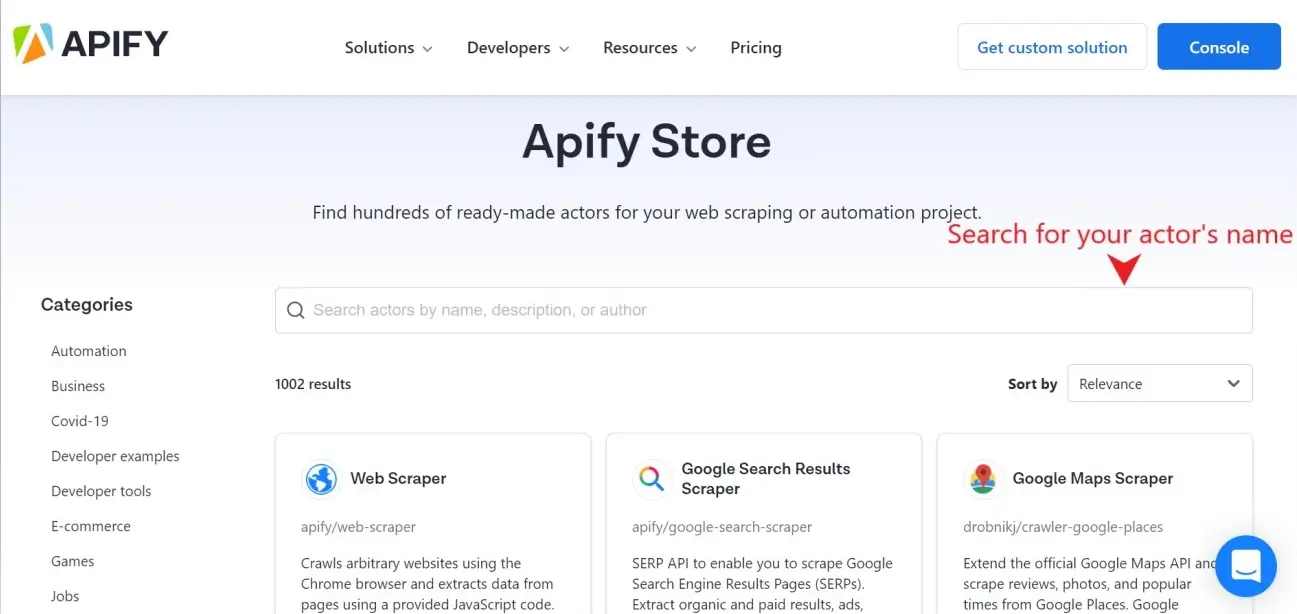 APIFY
Solutions
Developers
Resources
Pricing
Get custom solution
Console
Apify Store
Find hundreds of ready-made actors for your web scraping or automation project.
Search for your actor's name
Categories
Search actors by name, description, or author
Automation
Business
Covid-19
Developer examples
Developer tools
E-commerce
Games
Jobs
1002 results
Sort by
Relevance
Web Scraper
apify/web-scraper
Crawls arbitrary websites using the
Chrome browser and extracts data from
pages using a provided JavaScript code.
Google Search Results
Scraper
apify/google-search-scraper
SERP API to enable you to scrape Google
Search Engine Results Pages (SERPs).
Extract organic and paid results, ads,
Google Maps Scraper
drobnikj/crawler-google-places
Extend the official Google Maps API and
scrape reviews, photos, and popular
times from Google Places. Google